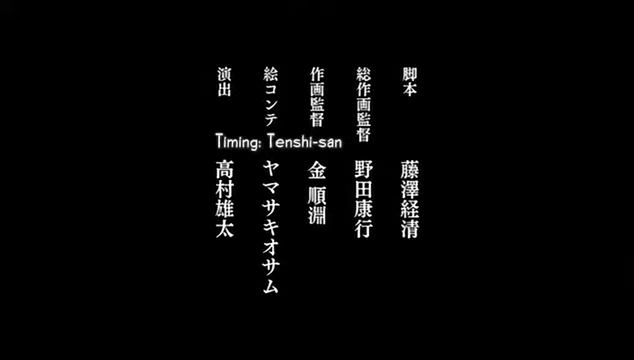 脚本
藤澤経清
総作画監督
野田康行
作画監督
金 順淵
絵コンテ
ヤマサキオサム
演出
高村雄太
Timing: Tenshi-san